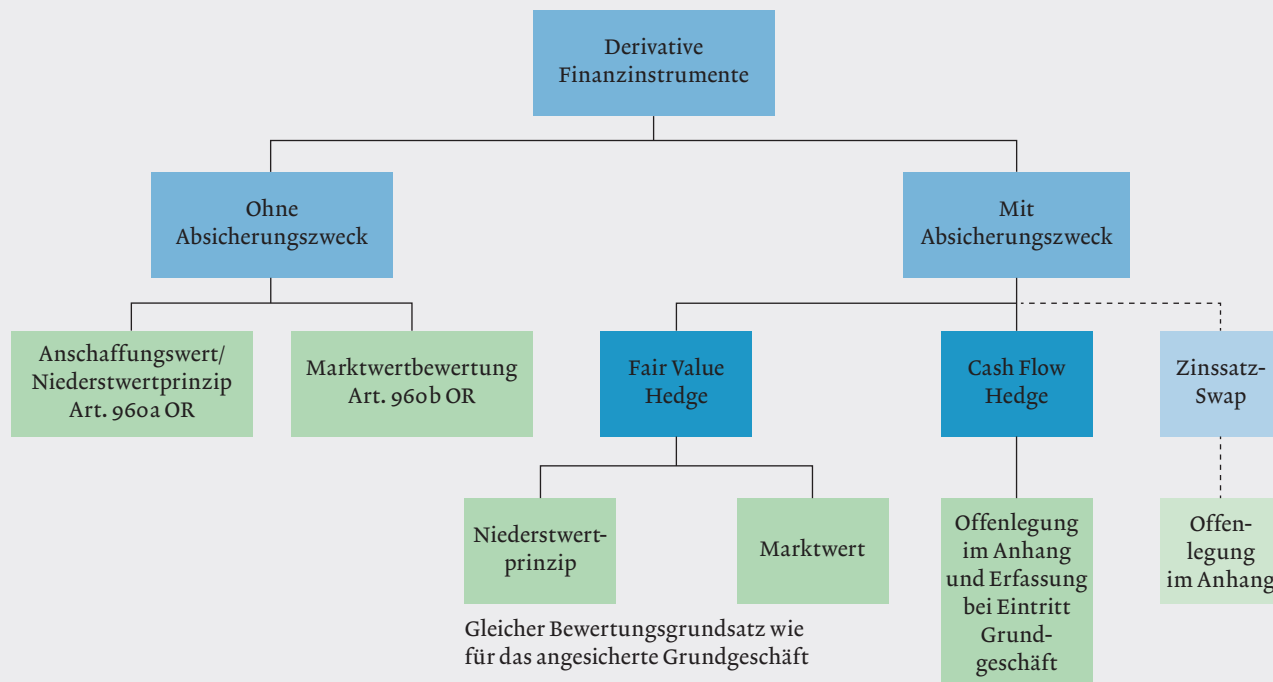 Derivative
Finanzinstrumente
Ohne
Absicherungszweck
Mit
Absicherungszweck
Anschaffungswert/
Niederstwertprinzip
Art. 960a OR
Marktwertbewertung
Art. 960b OR
Fair Value
Hedge
Cash Flow
Hedge
Zinssatz-
Swap
Niederstwert-
prinzip
Marktwert
Offenlegung
im Anhang
und Erfassung
bei Eintritt
Grund-
geschäft
Offen-
legung
im Anhang
Gleicher Bewertungsgrundsatz wie
für das angesicherte Grundgeschäft